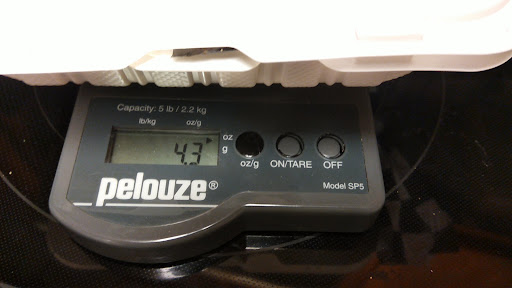 Capacity: 5 lb / 2.2 kg
lb/kg oz/g
4.3 oz
g
oz/g ON/TARE OFF
pelouze®
Model SP5